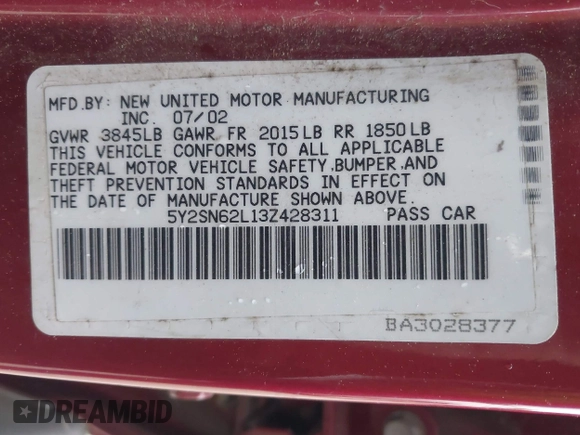 MFD.BY: NEW UNITED MOTOR MANUFACTURING
INC. 07/02
GVWR 3845LB GAWR FR 2015LB RR 1850LB
THIS VEHICLE CONFORMS TO ALL APPLICABLE
FEDERAL MOTOR VEHICLE SAFETY,BUMPER,AND
THEFT PREVENTION STANDARDS IN EFFECT ON
THE DATE OF MANUFACTURE SHOWN ABOVE.
5Y2SN62L13Z428311 PASS CAR
BA3028377
DREAMBID